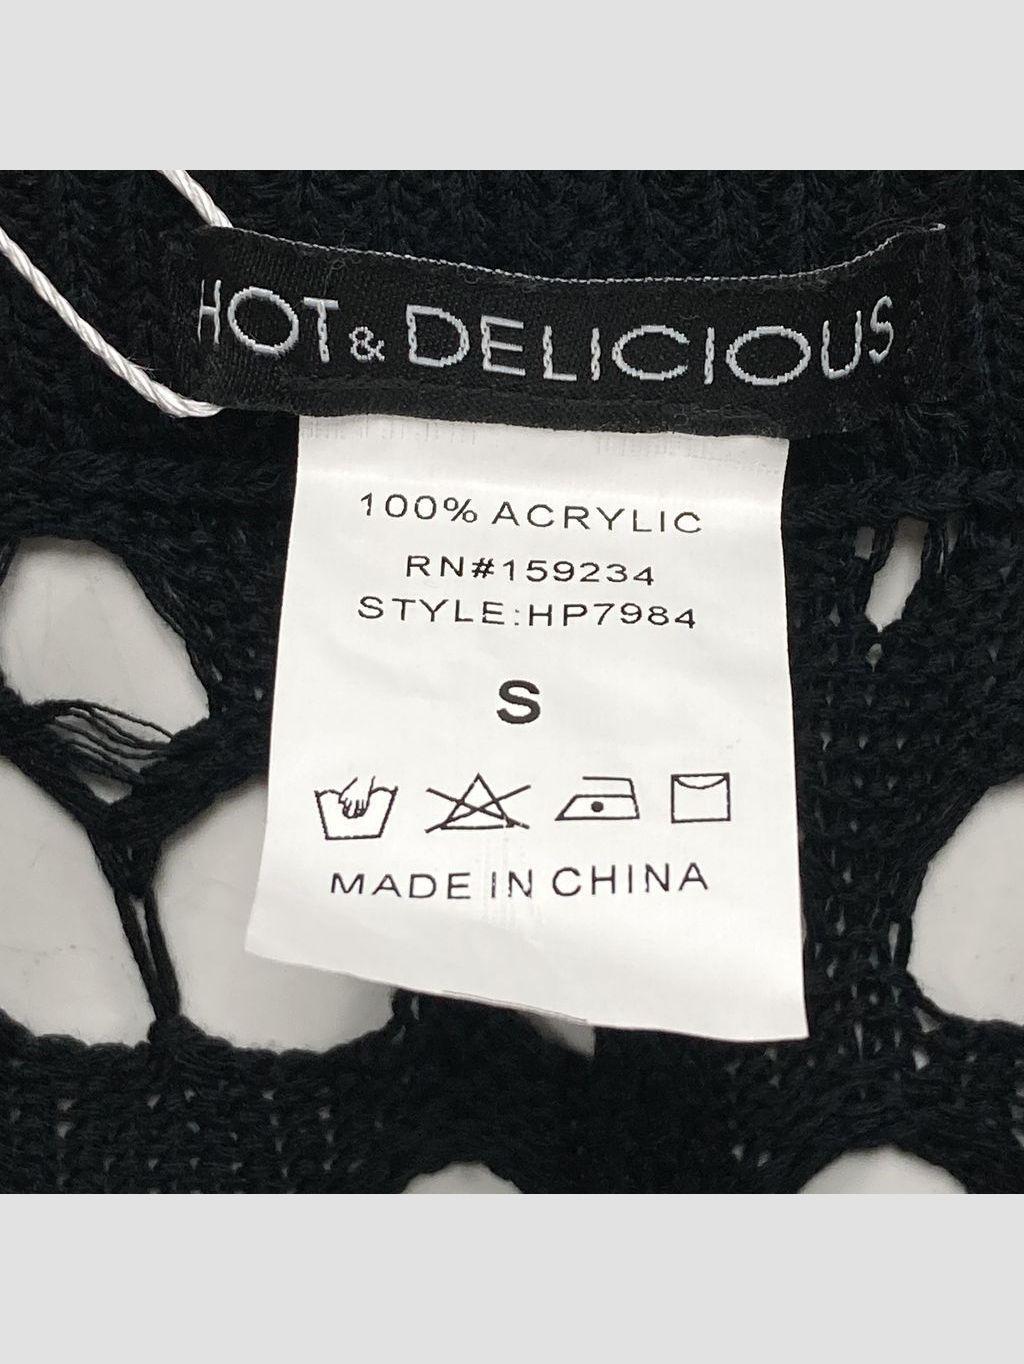 HOT & DELICIOUS
100% ACRYLIC
RN#159234
STYLE:HP7984
S
MADE IN CHINA